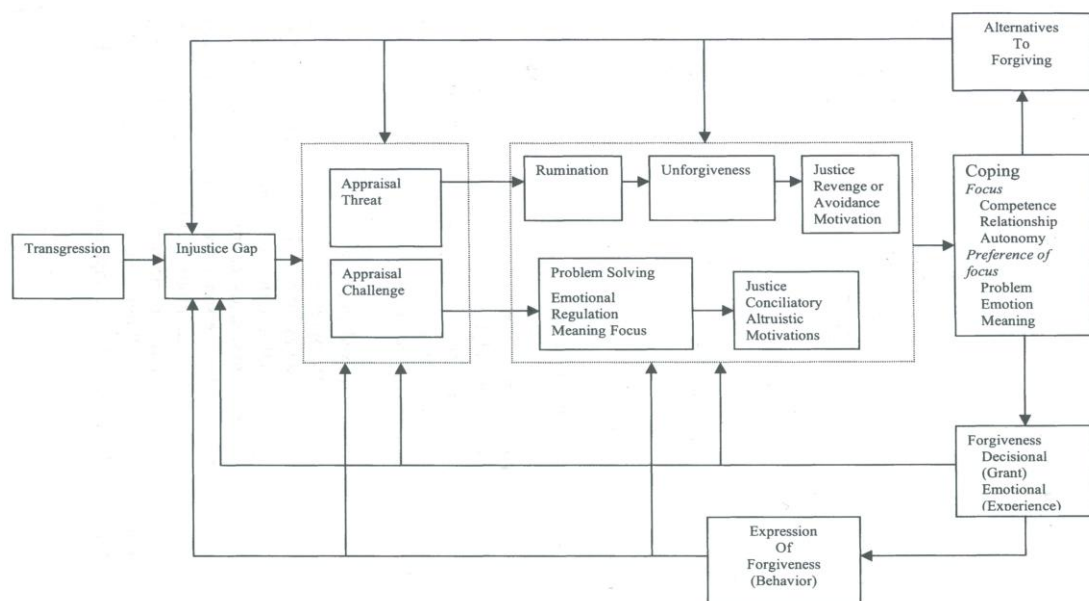 Alternatives
To
Forgiving
Transgression
Injustice Gap
Appraisal
Threat
Appraisal
Challenge
Rumination
Unforgiveness
Justice
Revenge or
Avoidance
Motivation
Problem Solving
Emotional
Regulation
Meaning Focus
Justice
Conciliatory
Altruistic
Motivations
Coping
Focus
Competence
Relationship
Autonomy
Preference of
focus
Problem
Emotion
Meaning
Forgiveness
Decisional
(Grant)
Emotional
(Experience)
Expression
Of
Forgiveness
(Behavior)